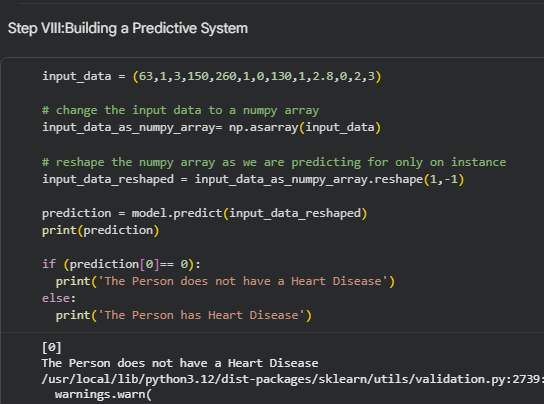 Step VIII:Building a Predictive System
input_data = (63,1,3,150,260,1,0,130,1,2.8,0,2,3)
# change the input data to a numpy array
input_data_as_numpy_array= np.asarray(input_data)
# reshape the numpy array as we are predicting for only on instance
input_data_reshaped = input_data_as_numpy_array.reshape(1,-1)
prediction = model.predict(input_data_reshaped)
print(prediction)
if (prediction[0]== 0):
  print('The Person does not have a Heart Disease')
else:
  print('The Person has Heart Disease')
[0]
The Person does not have a Heart Disease
/usr/local/lib/python3.12/dist-packages/sklearn/utils/validation.py:2739:
  warnings.warn(